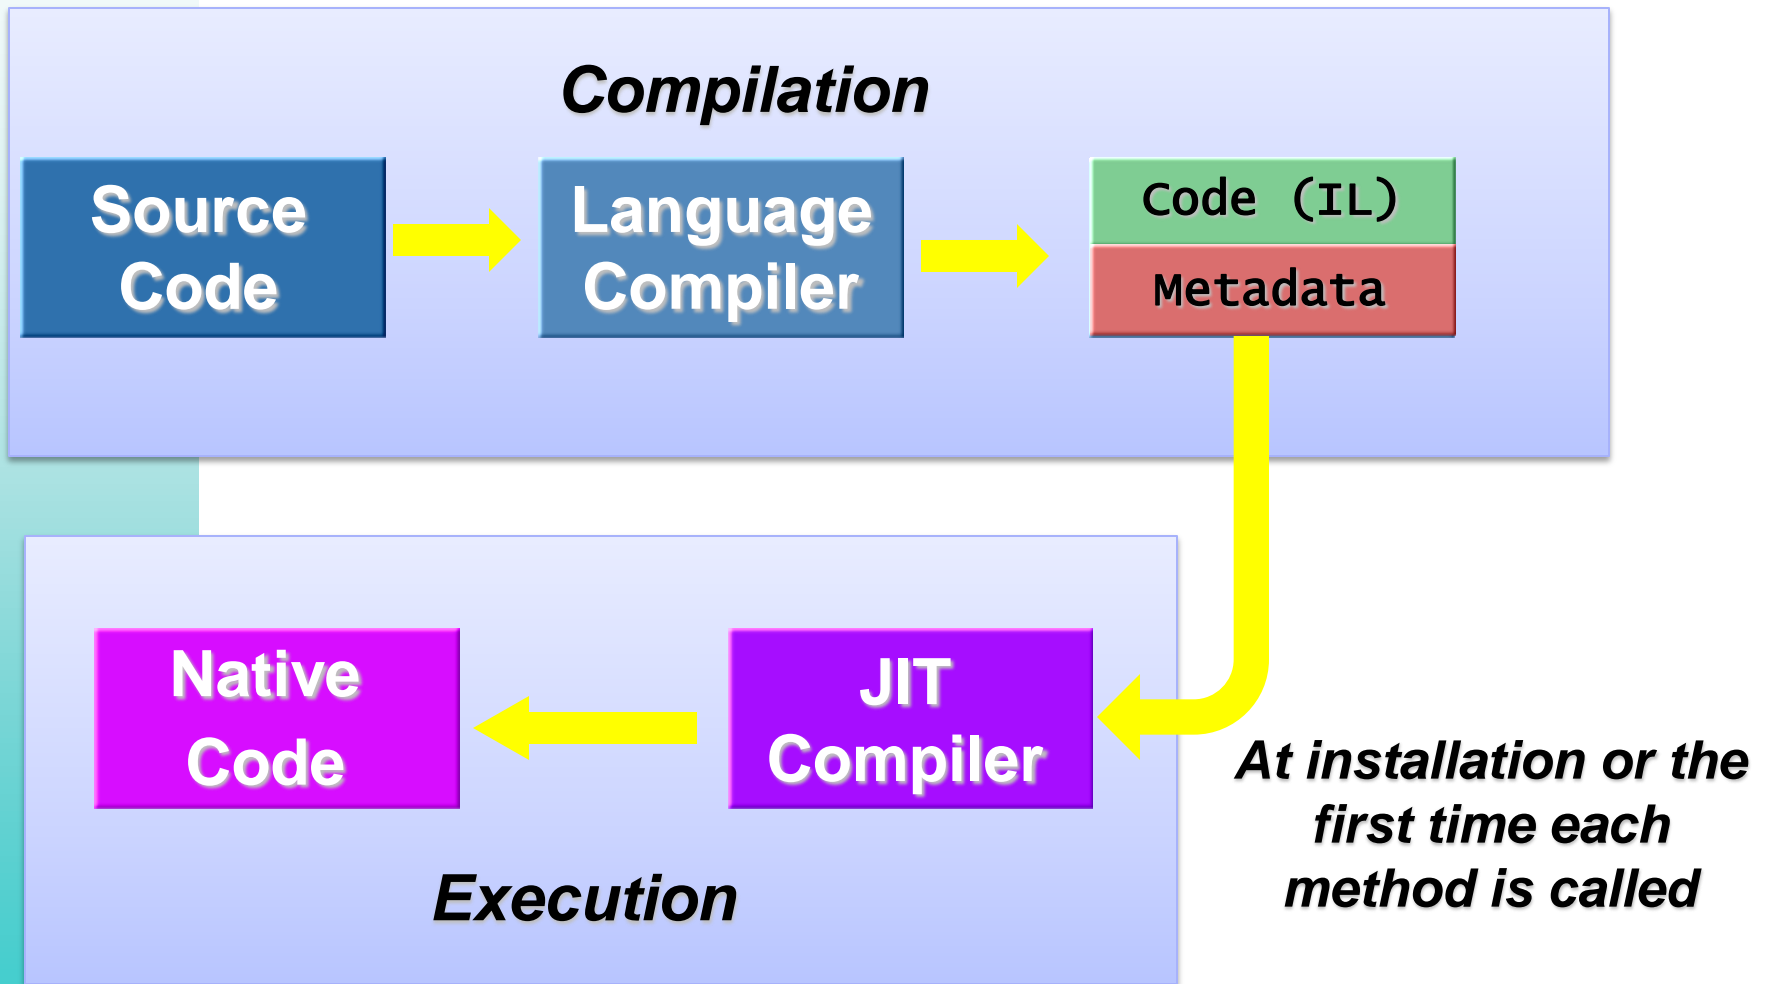 Compilation
Source
Code
Language
Compiler
Code (IL)
Metadata
Native
Code
JIT
Compiler
At installation or the
first time each
method is called
Execution